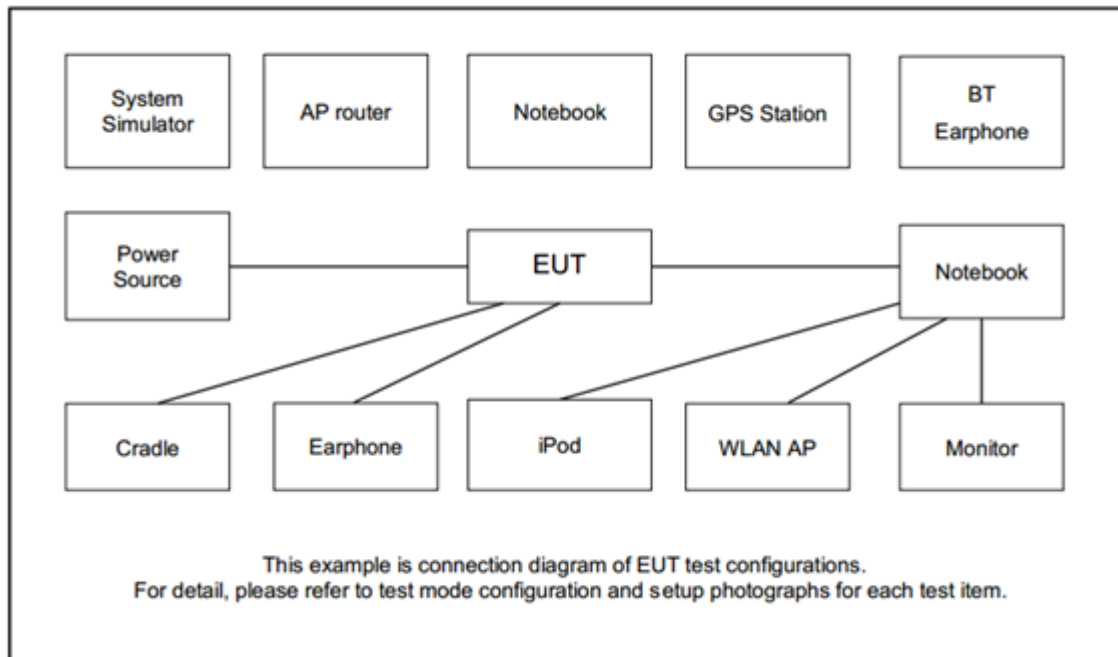 System
Simulator
AP router
Notebook
GPS Station
BT
Earphone
Power
Source
EUT
Notebook
Cradle
Earphone
iPod
WLAN AP
Monitor
This example is connection diagram of EUT test configurations.
For detail, please refer to test mode configuration and setup photographs for each test item.